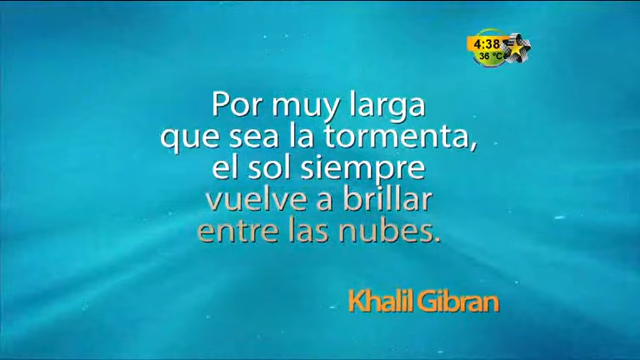 4:38
36 °C
Por muy larga
que sea la tormenta,
el sol siempre
vuelve a brillar
entre las nubes.
Khalil Gibran